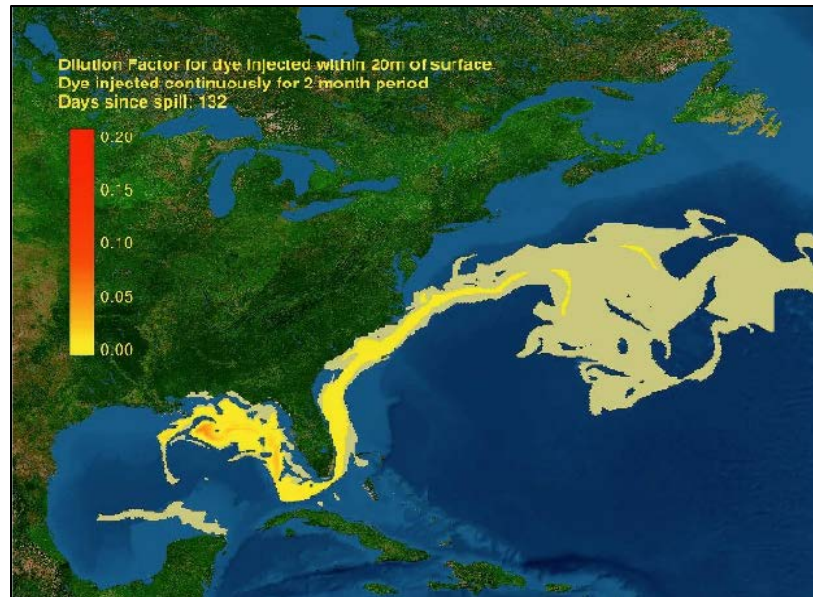 Dilution Factor for dye injected within 20m of surface
Dye injected continuously for 2 month period
Days since spill: 132
0.20
0.15
0.10
0.05
0.00